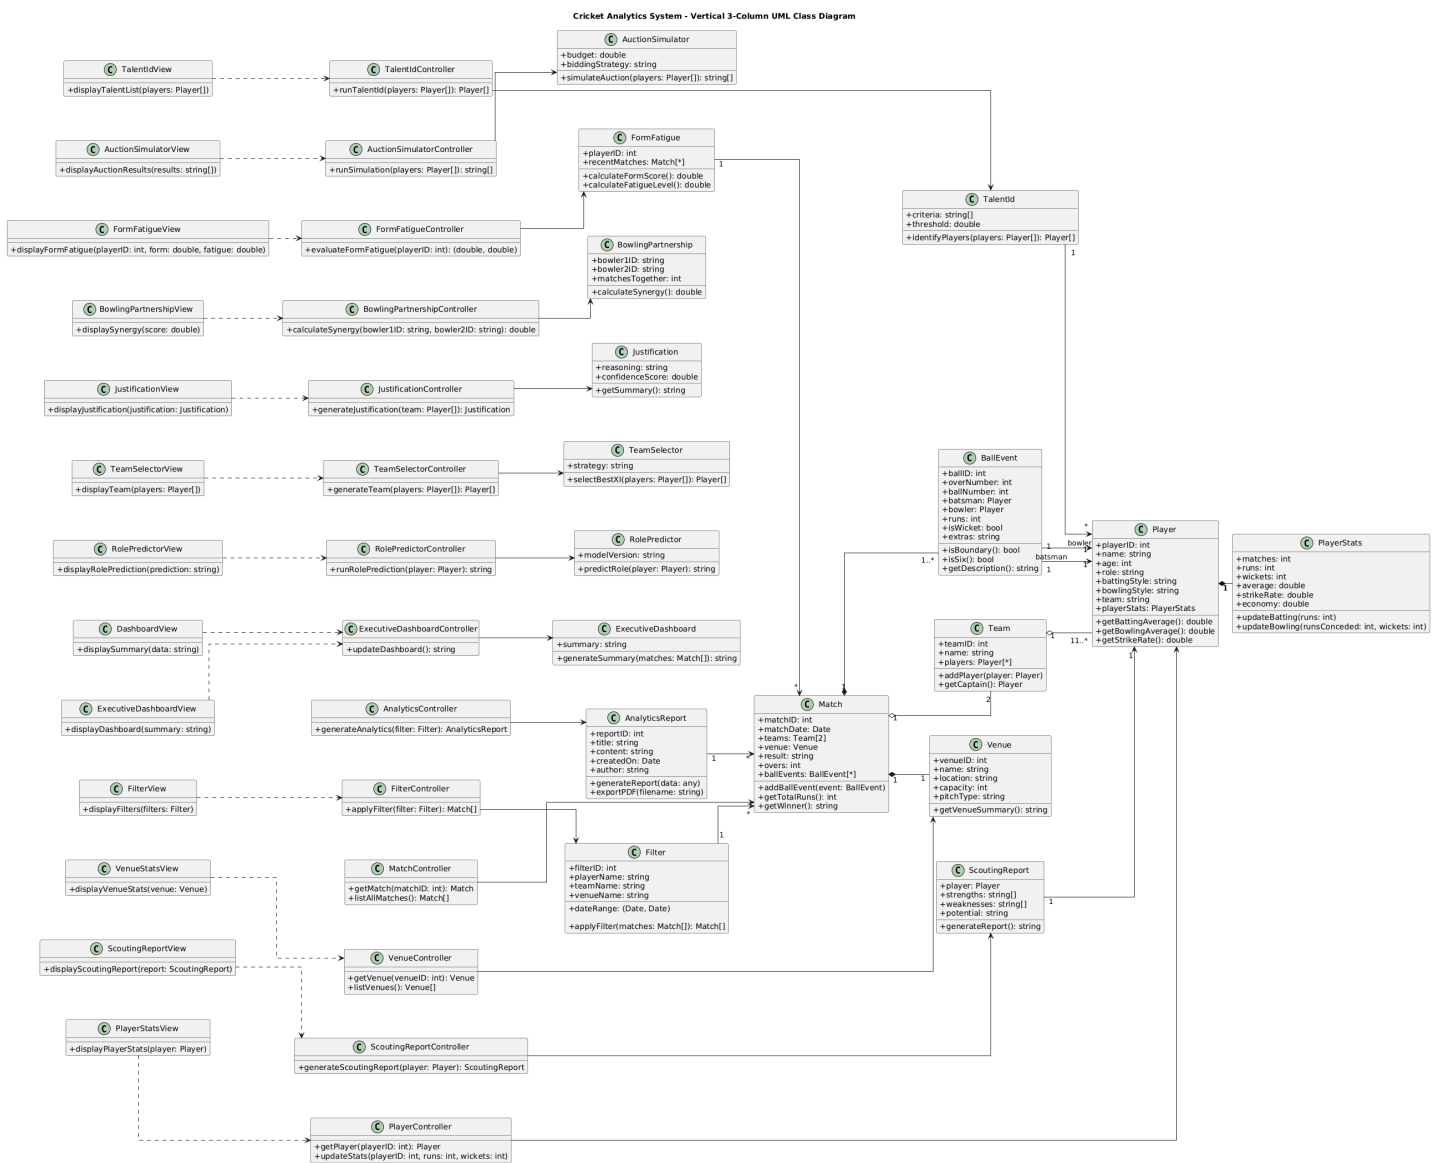 Cricket Analytics System - Vertical 3-Column UML Class Diagram
C TalentIdView
+displayTalentList(players: Player[])
C AuctionSimulatorView
+displayAuctionResults(results: string[])
C FormFatigueView
+displayFormFatigue(playerID: int, form: double, fatigue: double)
C BowlingPartnershipView
+displaySynergy(score: double)
C JustificationView
+displayJustification(justification: Justification)
C TeamSelectorView
+displayTeam(players: Player[])
C RolePredictorView
+displayRolePrediction(prediction: string)
C DashboardView
+displaySummary(data: string)
C ExecutiveDashboardView
+displayDashboard(summary: string)
C FilterView
+displayFilters(filters: Filter)
C VenueStatsView
+displayVenueStats(venue: Venue)
C ScoutingReportView
+displayScoutingReport(report: ScoutingReport)
C PlayerStatsView
+displayPlayerStats(player: Player)
C TalentIdController
+runTalentId(players: Player[]): Player[]
C AuctionSimulatorController
+runSimulation(players: Player[]): string[]
C FormFatigueController
+evaluateFormFatigue(playerID: int): (double, double)
C BowlingPartnershipController
+calculateSynergy(bowler1ID: string, bowler2ID: string): double
C JustificationController
+generateJustification(team: Player[]): Justification
C TeamSelectorController
+generateTeam(players: Player[]): Player[]
C RolePredictorController
+runRolePrediction(player: Player): string
C ExecutiveDashboardController
+updateDashboard(): string
C AnalyticsController
+generateAnalytics(filter: Filter): AnalyticsReport
C FilterController
+applyFilter(filter: Filter): Match[]
C MatchController
+getMatch(matchID: int): Match
+listAllMatches(): Match[]
C VenueController
+getVenue(venueID: int): Venue
+listVenues(): Venue[]
C ScoutingReportController
+generateScoutingReport(player: Player): ScoutingReport
C PlayerController
+getPlayer(playerID: int): Player
+updateStats(playerID: int, runs: int, wickets: int)
C AuctionSimulator
+budget: double
+biddingStrategy: string
+simulateAuction(players: Player[]): string[]
C FormFatigue
+playerID: int
+recentMatches: Match[*]
+calculateFormScore(): double
+calculateFatigueLevel(): double
1
C BowlingPartnership
+bowler1ID: string
+bowler2ID: string
+matchesTogether: int
+calculateSynergy(): double
C Justification
+reasoning: string
+confidenceScore: double
+getSummary(): string
C TeamSelector
+strategy: string
+selectBestXI(players: Player[]): Player[]
C RolePredictor
+modelVersion: string
+predictRole(player: Player): string
C ExecutiveDashboard
+summary: string
+generateSummary(matches: Match[]): string
C AnalyticsReport
+reportID: int
+title: string
+content: string
+createdOn: Date
+author: string
+generateReport(data: any)
+exportPDF(filename: string)
1
*
C Filter
+filterID: int
+playerName: string
+teamName: string
+venueName: string
+dateRange: (Date, Date)
+applyFilter(matches: Match[]): Match[]
1
*
*
1
C Match
+matchID: int
+matchDate: Date
+teams: Team[2]
+venue: Venue
+result: string
+overs: int
+ballEvents: BallEvent[*]
+addBallEvent(event: BallEvent)
+getTotalRuns(): int
+getWinner(): string
1
1
C TalentId
+criteria: string[]
+threshold: double
+identifyPlayers(players: Player[]): Player[]
1
C BallEvent
+ballID: int
+overNumber: int
+ballNumber: int
+batsman: Player
+bowler: Player
+runs: int
+isWicket: bool
+extras: string
+isBoundary(): bool
+isSix(): bool
+getDescription(): string
1..*
1
bowler
1
batsman
1
1
C Team
+teamID: int
+name: string
+players: Player[*]
+addPlayer(player: Player)
+getCaptain(): Player
1
11..*
2
C Venue
+venueID: int
+name: string
+location: string
+capacity: int
+pitchType: string
+getVenueSummary(): string
1
C ScoutingReport
+player: Player
+strengths: string[]
+weaknesses: string[]
+potential: string
+generateReport(): string
1
*
C Player
+playerID: int
+name: string
+age: int
+role: string
+battingStyle: string
+bowlingStyle: string
+team: string
+playerStats: PlayerStats
+getBattingAverage(): double
+getBowlingAverage(): double
+getStrikeRate(): double
1
1
C PlayerStats
+matches: int
+runs: int
+wickets: int
+average: double
+strikeRate: double
+economy: double
+updateBatting(runs: int)
+updateBowling(runsConceded: int, wickets: int)